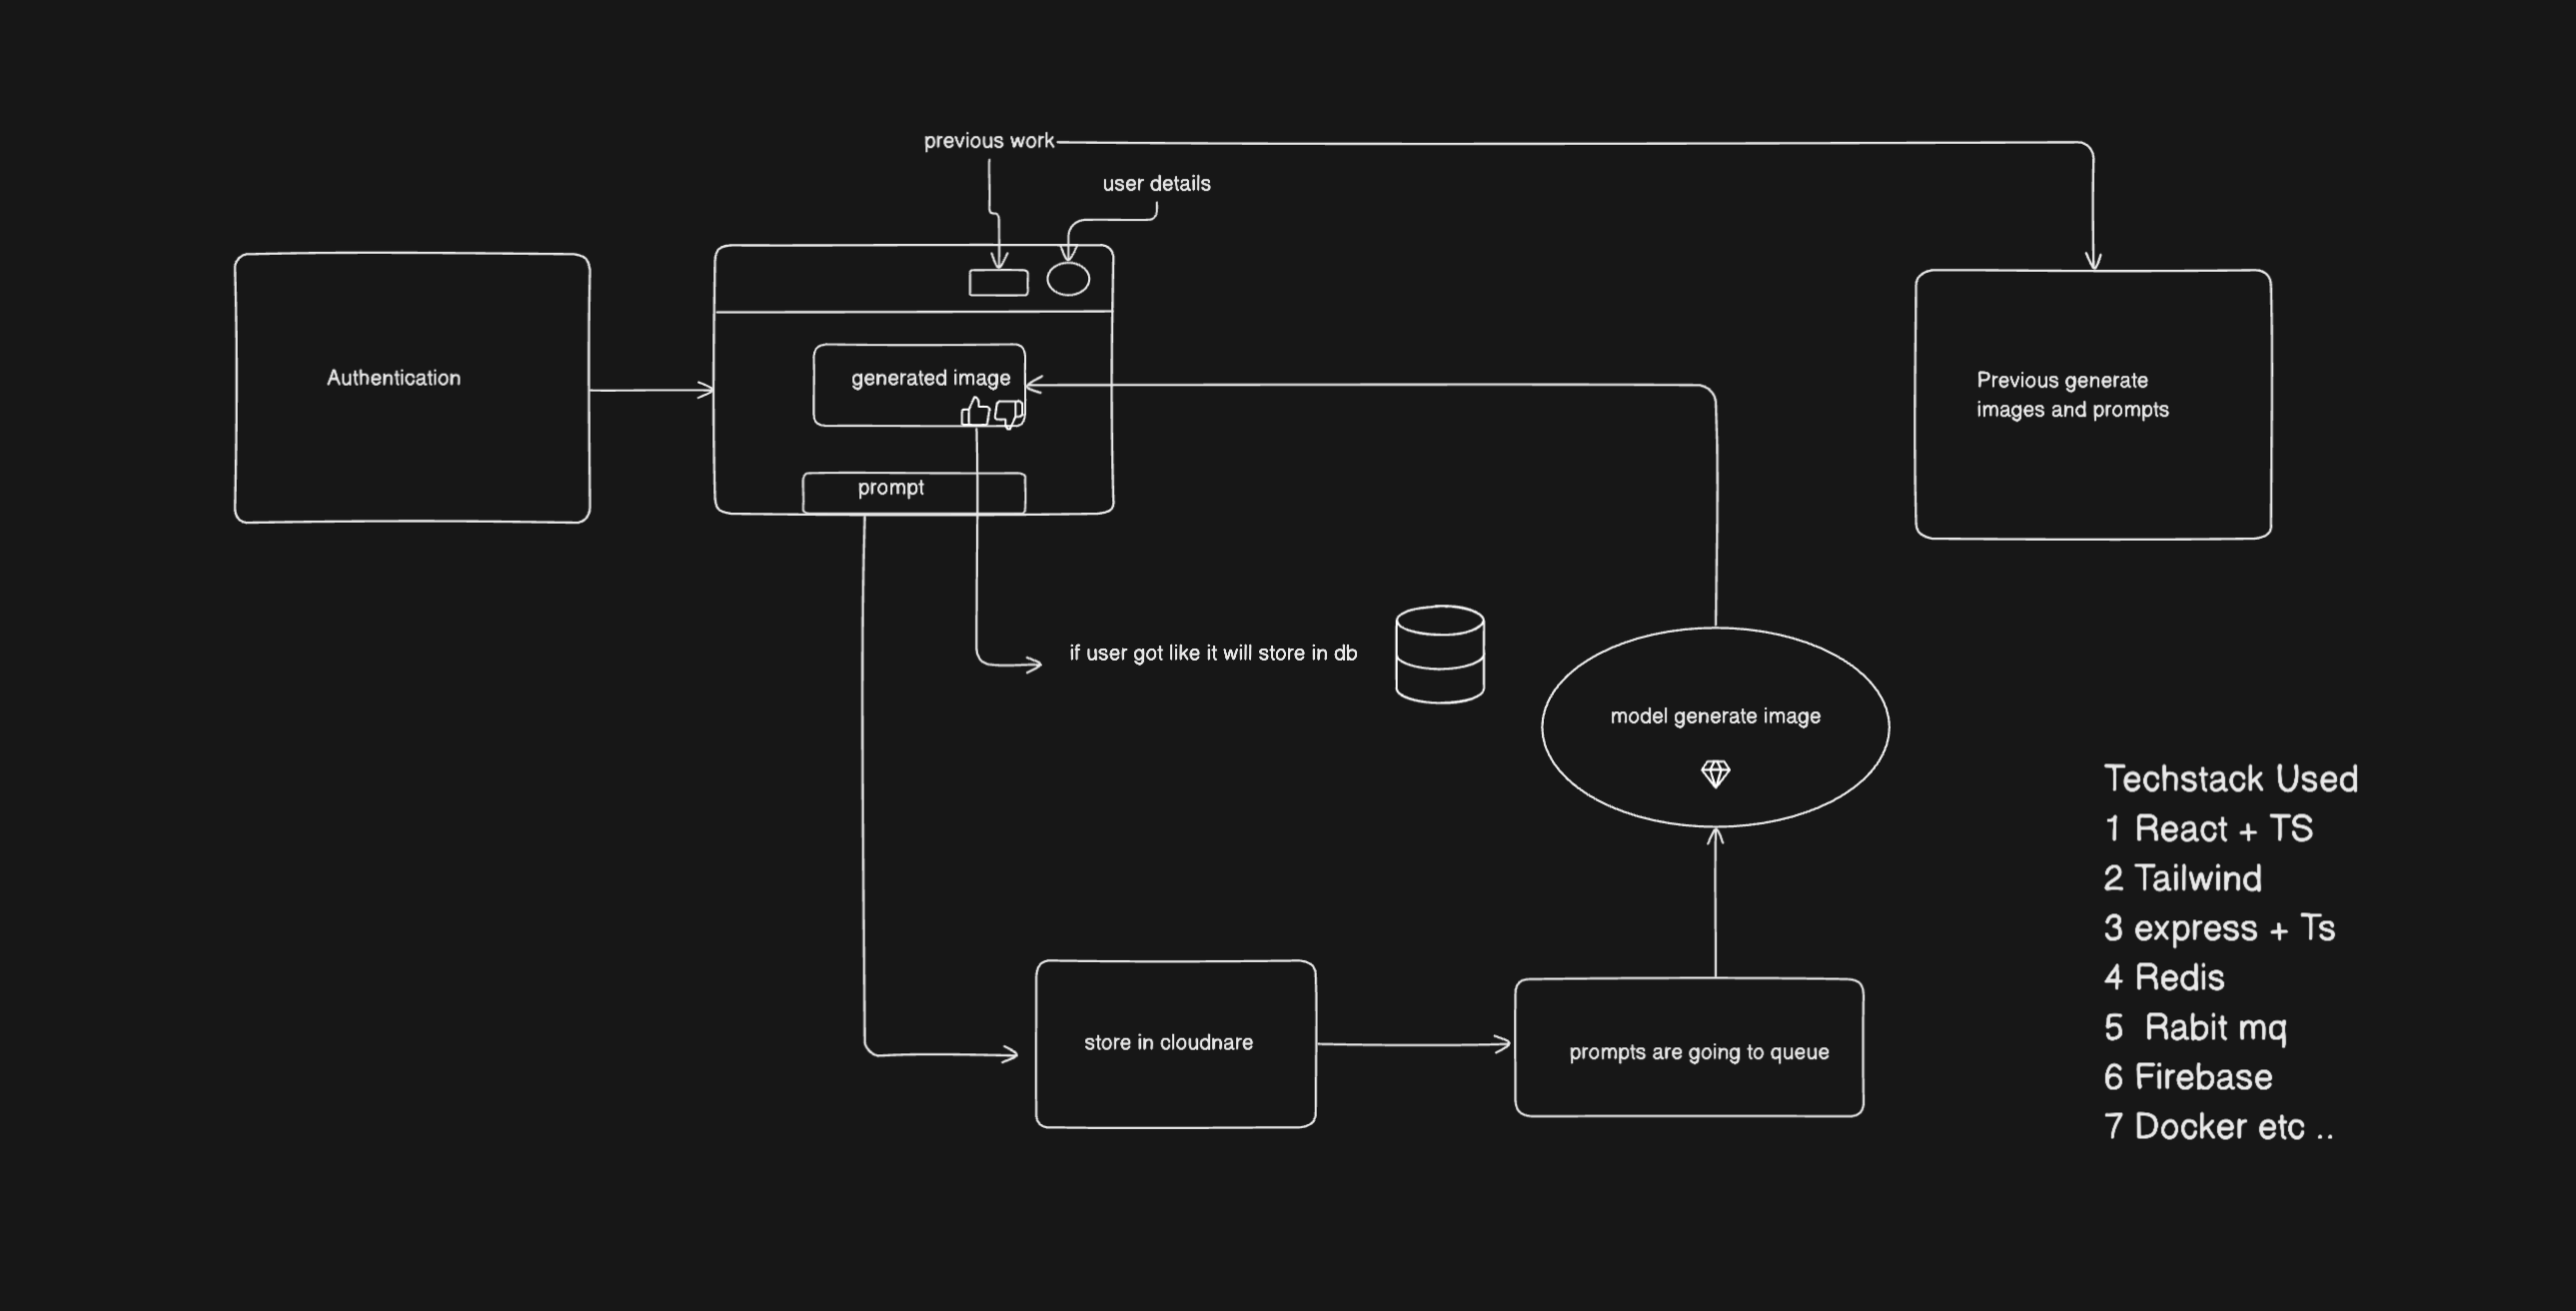 previous work
user details
Authentication
generated image
prompt
Previous generate
images and prompts
if user got like it will store in db
model generate image
store in cloudnare
prompts are going to queue
Techstack Used
1 React + TS
2 Tailwind
3 express + Ts
4 Redis
5 Rabit mq
6 Firebase
7 Docker etc ..